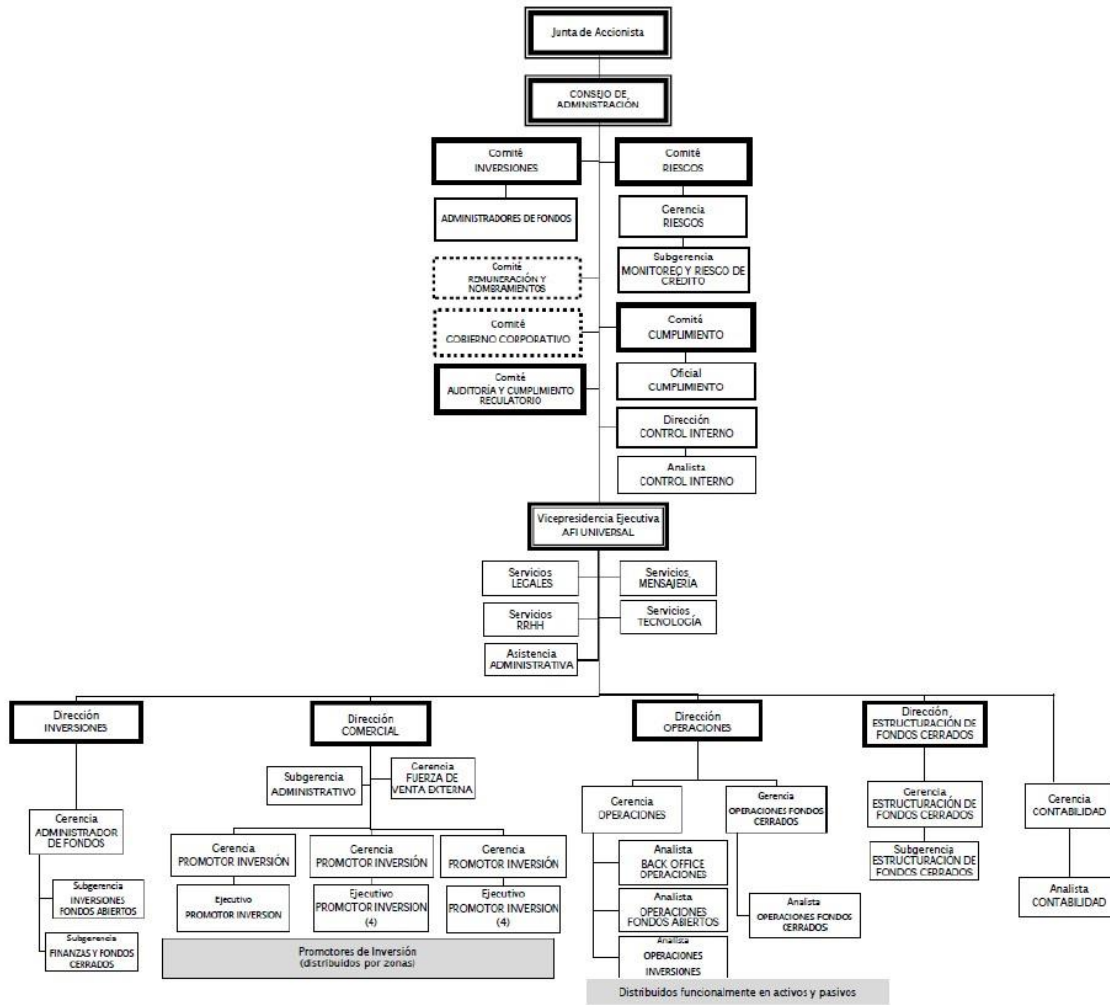 Junta de Accionista
CONSEJO DE
ADMINISTRACIÓN
Comité
INVERSIONES
Comité
RIESGOS
ADMINISTRADORES DE FONDOS
Gerencia
RIESGOS
Comité
REMUNERACIÓN Y
NOMBRAMIENTOS
Subgerencia
MONITOREO Y RIESGO DE
CRÉDITO
Comité
GOBIERNO CORPORATIVO
Comité
CUMPLIMIENTO
Comité
AUDITORÍA Y CUMPLIMIENTO
REGULATORIO
Oficial
CUMPLIMIENTO
Dirección
CONTROL INTERNO
Analista
CONTROL INTERNO
Vicepresidencia Ejecutiva
AFI UNIVERSAL
Servicios
LEGALES
Servicios
MENSAJERIA
Servicios
RRHH
Servicios
TECNOLOGÍA
Asistencia
ADMINISTRATIVA
Dirección
INVERSIONES
Dirección
COMERCIAL
Dirección
OPERACIONES
Dirección
ESTRUCTURACIÓN DE
FONDOS CERRADOS
Subgerencia
ADMINISTRATIVO
Gerencia
FUERZA DE
VENTA EXTERNA
Gerencia
ADMINISTRADOR
DE FONDOS
Gerencia
OPERACIONES
Gerencia
OPERACIONES FONDOS
CERRADOS
Gerencia
ESTRUCTURACIÓN DE
FONDOS CERRADOS
Gerencia
CONTABILIDAD
Gerencia
PROMOTOR INVERSIÓN
Gerencia
PROMOTOR INVERSIÓN
Gerencia
PROMOTOR INVERSIÓN
Analista
BACK OFFICE
OPERACIONES
Subgerencia
ESTRUCTURACIÓN DE
FONDOS CERRADOS
Subgerencia
INVERSIONES
FONDOS ABIERTOS
Ejecutivo
PROMOTOR INVERSION
Ejecutivo
PROMOTOR INVERSION
(4)
Ejecutivo
PROMOTOR INVERSION
(4)
Analista
OPERACIONES
FONDOS ABIERTOS
Analista
OPERACIONES FONDOS
CERRADOS
Analista
CONTABILIDAD
Subgerencia
FINANZAS Y FONDOS
CERRADOS
Promotores de Inversión
(distribuidos por zonas)
Analista
OPERACIONES
INVERSIONES
Distribuidos funcionalmente en activos y pasivos